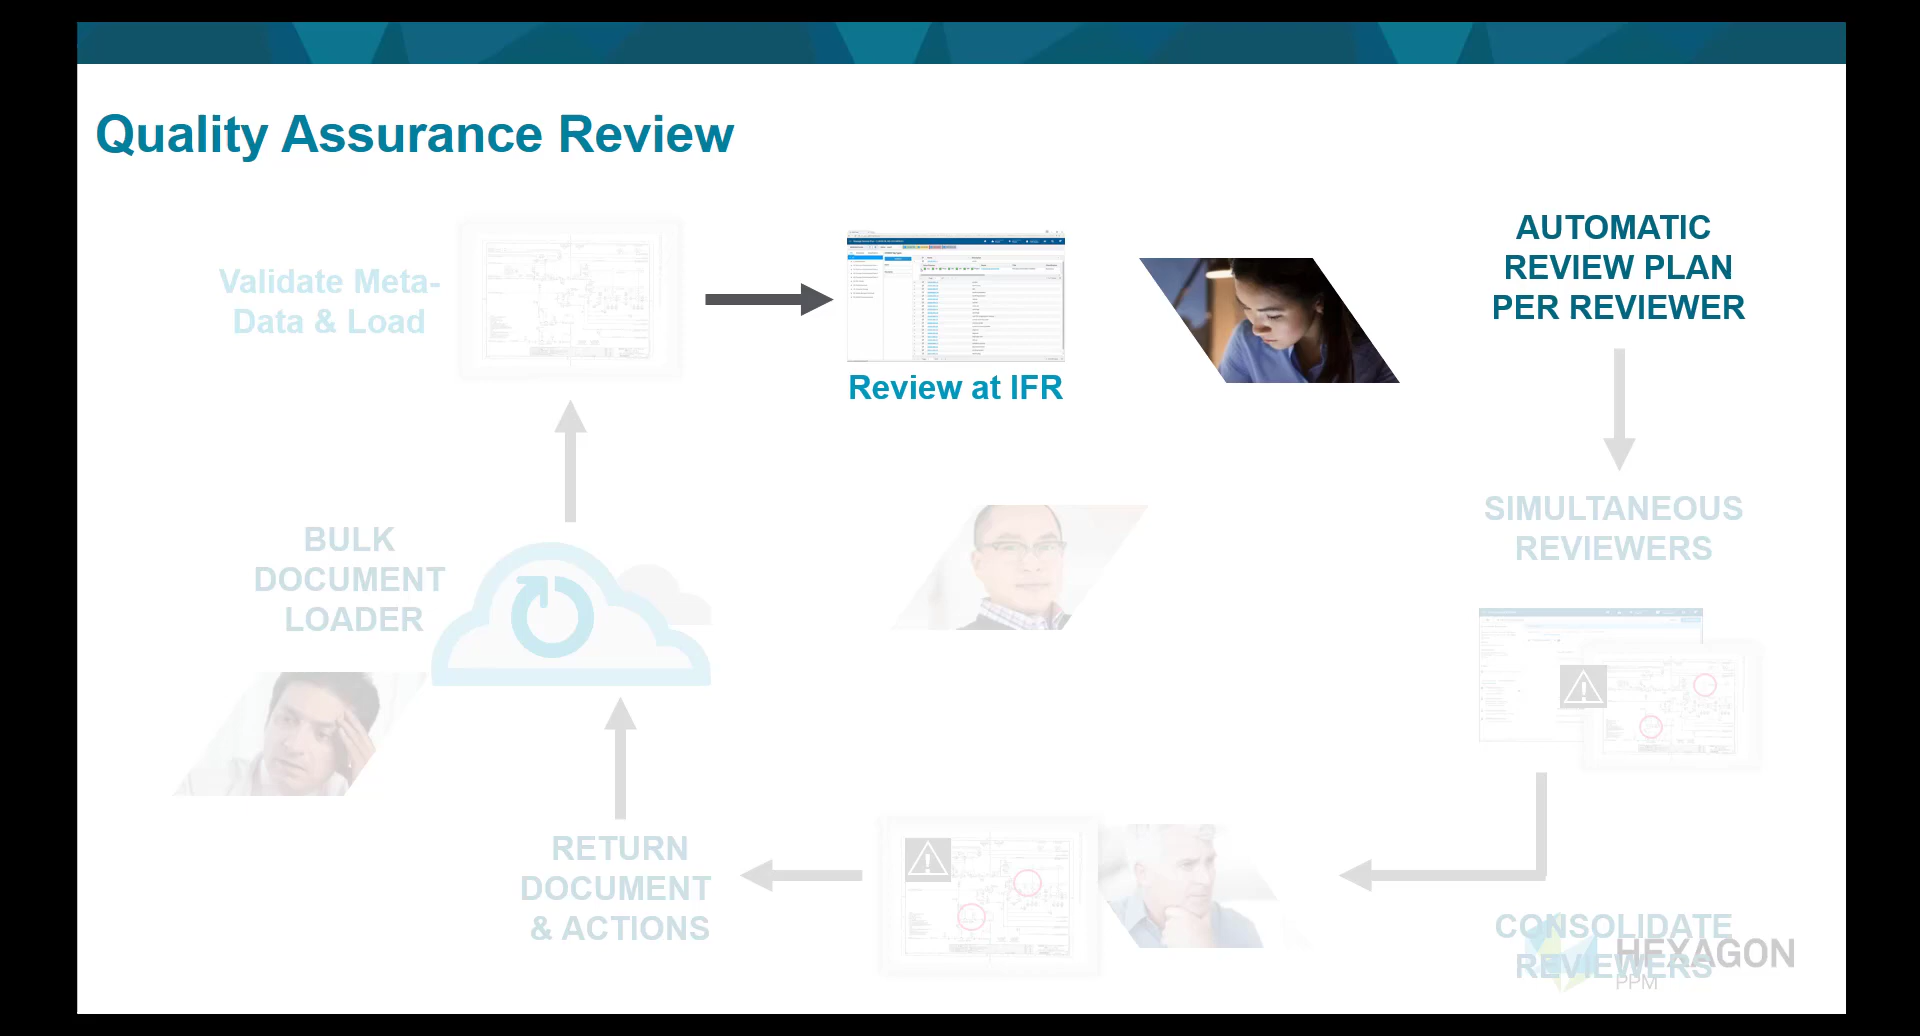 Quality Assurance Review
Validate Meta-
Data & Load
Review at IFR
AUTOMATIC
REVIEW PLAN
PER REVIEWER
SIMULTANEOUS
REVIEWERS
BULK
DOCUMENT
LOADER
RETURN
DOCUMENT
& ACTIONS
CONSOLIDATE
REVIEWERS
HEXAGON
PPM